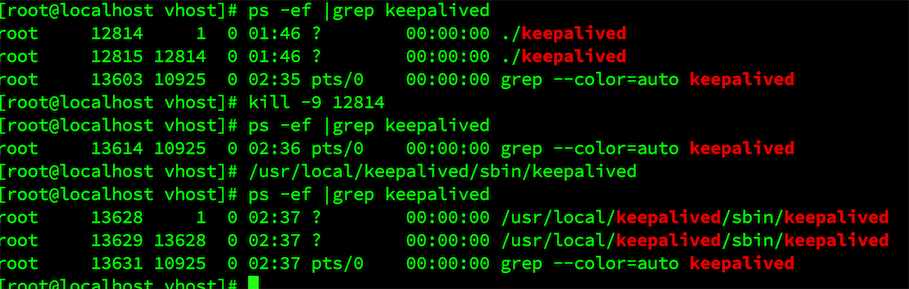 [root@localhost vhost]# ps -ef |grep keepalived
root     12814     1  0 01:46 ?        00:00:00 ./keepalived
root     12815 12814  0 01:46 ?        00:00:00 ./keepalived
root     13603 10925  0 02:35 pts/0    00:00:00 grep --color=auto keepalived
[root@localhost vhost]# kill -9 12814
[root@localhost vhost]# ps -ef |grep keepalived
root     13614 10925  0 02:36 pts/0    00:00:00 grep --color=auto keepalived
[root@localhost vhost]# /usr/local/keepalived/sbin/keepalived
[root@localhost vhost]# ps -ef |grep keepalived
root     13628     1  0 02:37 ?        00:00:00 /usr/local/keepalived/sbin/keepalived
root     13629 13628  0 02:37 ?        00:00:00 /usr/local/keepalived/sbin/keepalived
root     13631 10925  0 02:37 pts/0    00:00:00 grep --color=auto keepalived
[root@localhost vhost]#